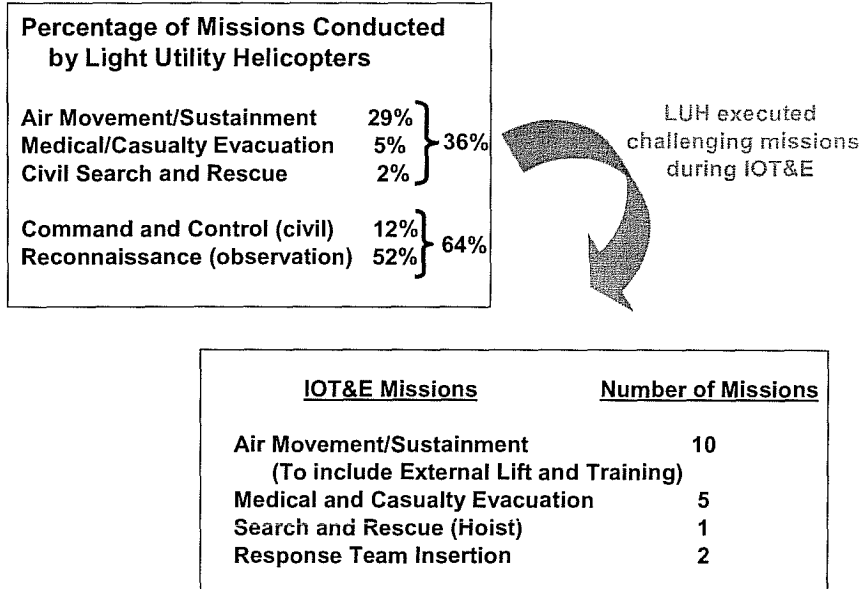 Percentage of Missions Conducted
by Light Utility Helicopters
Air Movement/Sustainment 29%
Medical/Casualty Evacuation 5%
Civil Search and Rescue 2%
36%
Command and Control (civil) 12%
Reconnaissance (observation) 52%
64%
LUH executed
challenging missions
during IOT&E
IOT&E Missions Number of Missions
Air Movement/Sustainment 10
(To include External Lift and Training)
Medical and Casualty Evacuation 5
Search and Rescue (Hoist) 1
Response Team Insertion 2